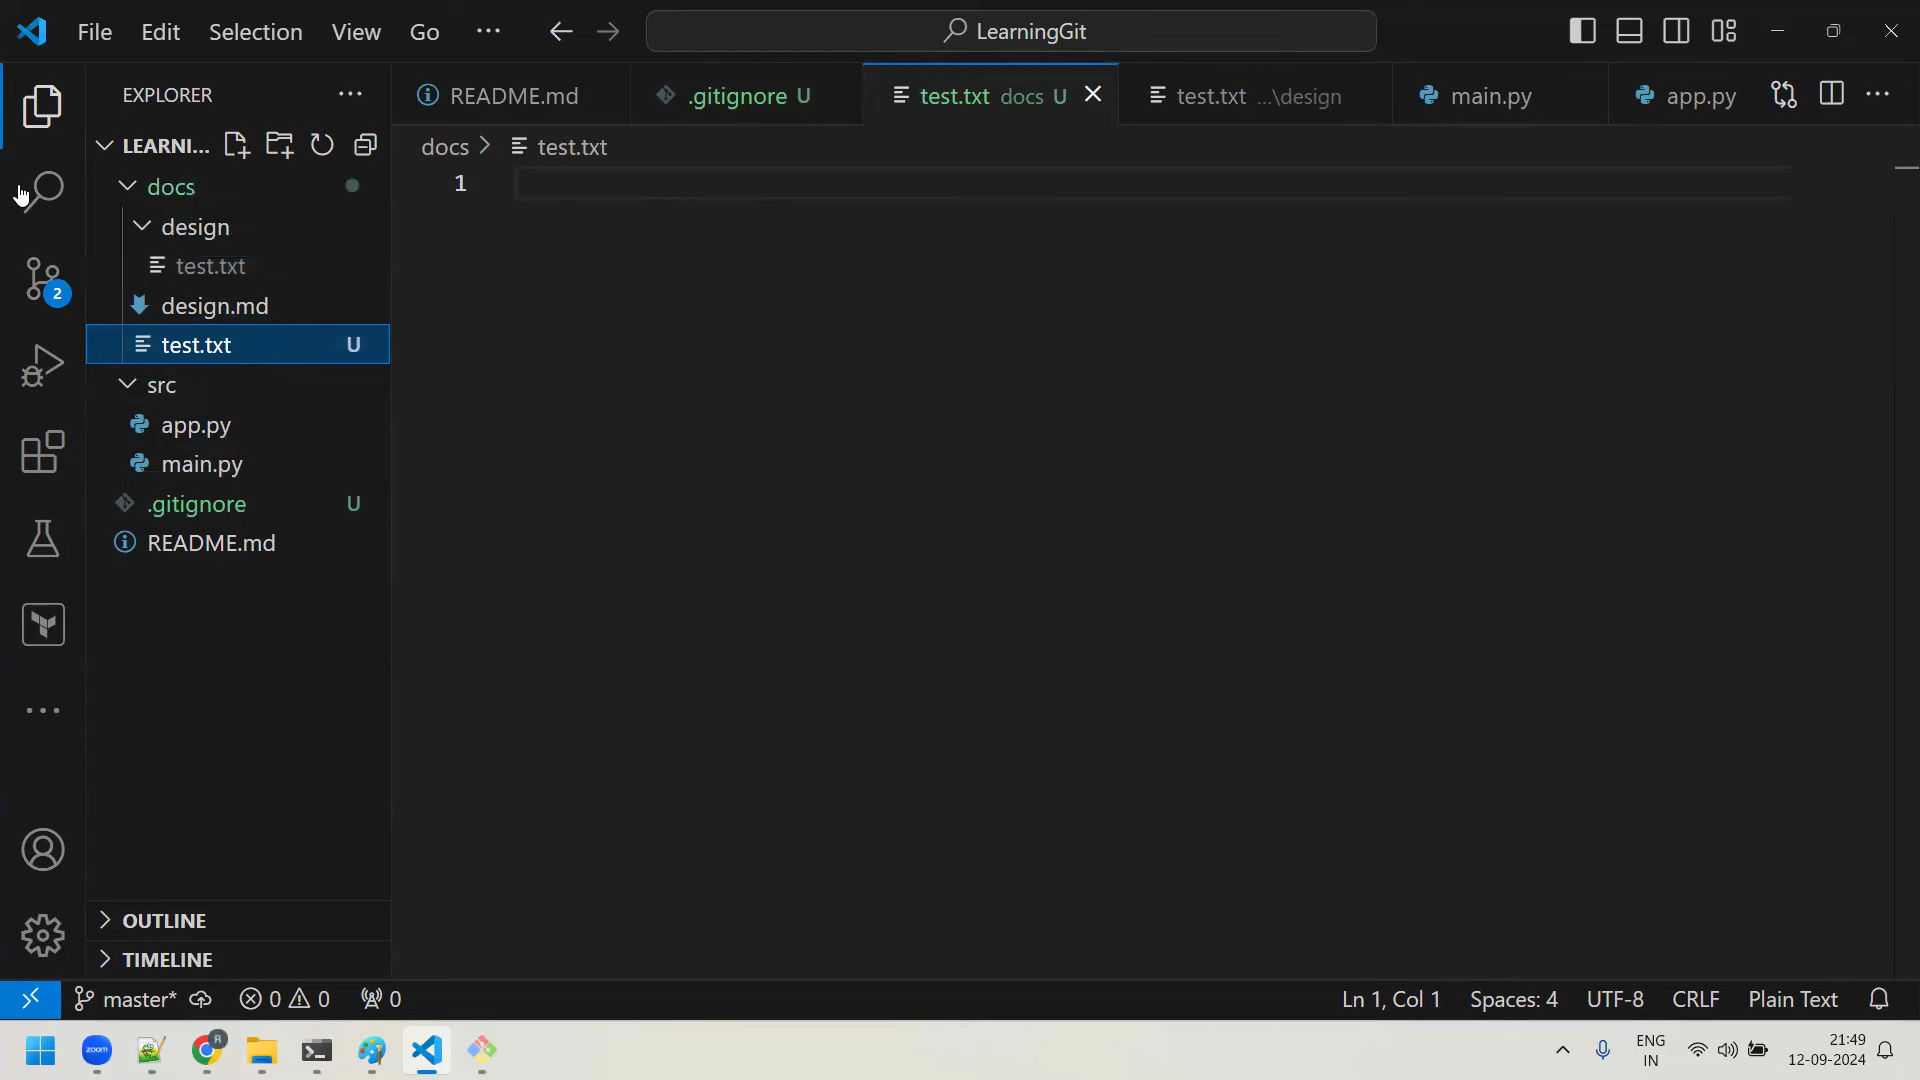 File Edit Selection View Go ··· LearningGit
EXPLORER ···
README.md .gitignore U test.txt docs U test.txt ...\design main.py app.py
LEARNI...
docs > test.txt
1
docs
design
test.txt
design.md
test.txt U
src
app.py
main.py
.gitignore U
README.md
2
OUTLINE
TIMELINE
master* 0 0 0 Ln 1, Col 1 Spaces: 4 UTF-8 CRLF Plain Text
zoom
R
ENG
IN
21:49
12-09-2024